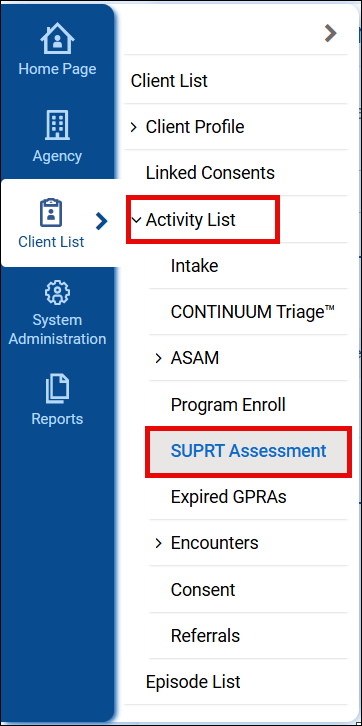 Home Page
Agency
Client List
System
Administration
Reports
Client List
Client Profile
Linked Consents
Activity List
Intake
CONTINUUM Triage™
ASAM
Program Enroll
SUPRT Assessment
Expired GPRAs
Encounters
Consent
Referrals
Episode List